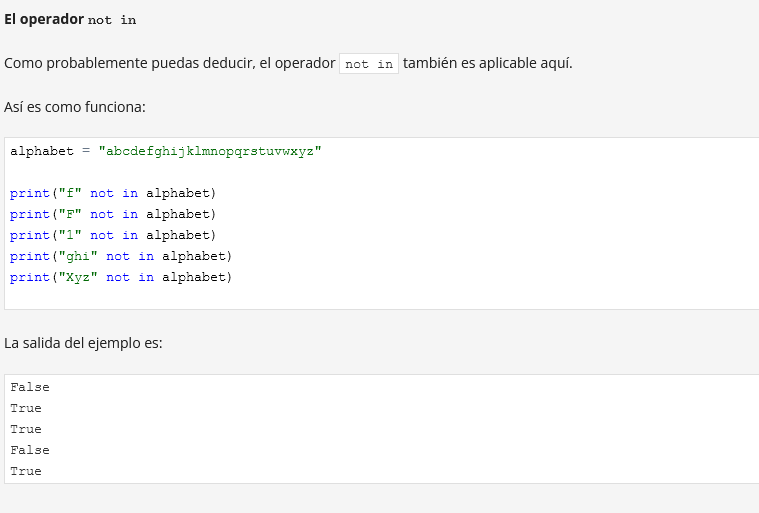 El operador not in
Como probablemente puedas deducir, el operador not in también es aplicable aquí.
Así es como funciona:
alphabet = "abcdefghijklmnopqrstuvwxyz"
print("f" not in alphabet)
print("F" not in alphabet)
print("1" not in alphabet)
print("ghi" not in alphabet)
print("Xyz" not in alphabet)
La salida del ejemplo es:
False
True
True
False
True